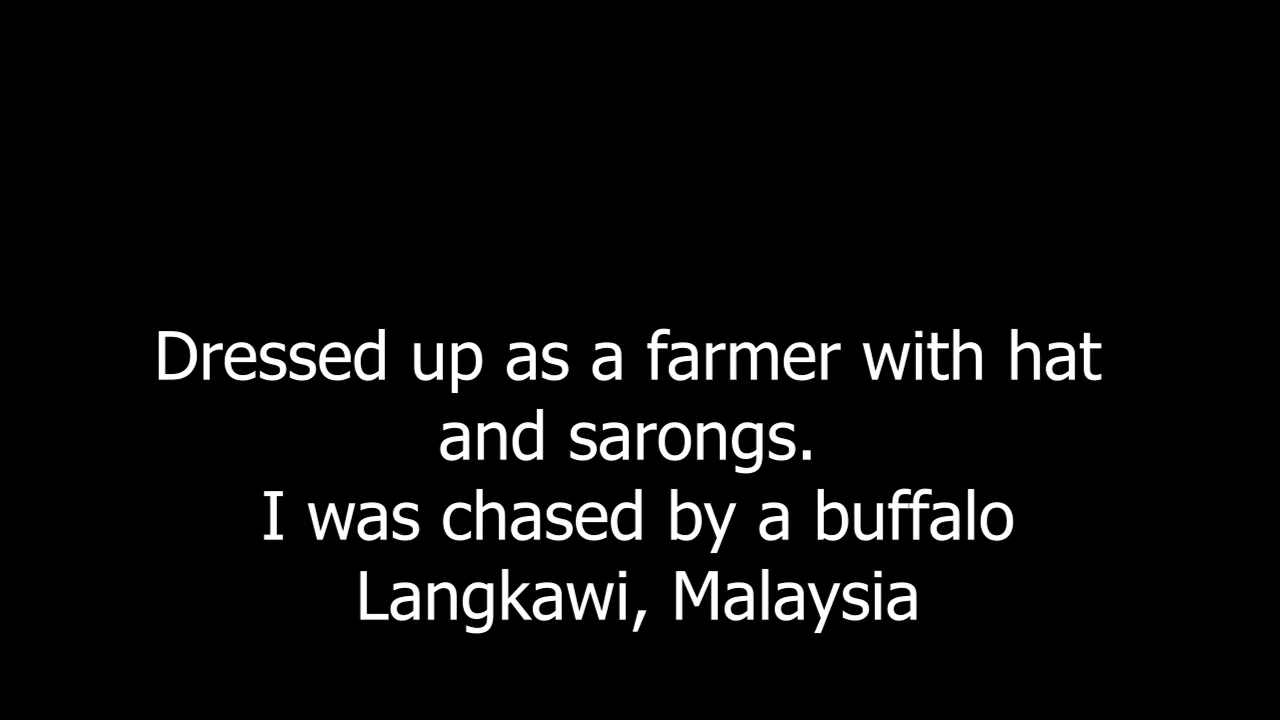 Dressed up as a farmer with hat
and sarongs.
I was chased by a buffalo
Langkawi, Malaysia